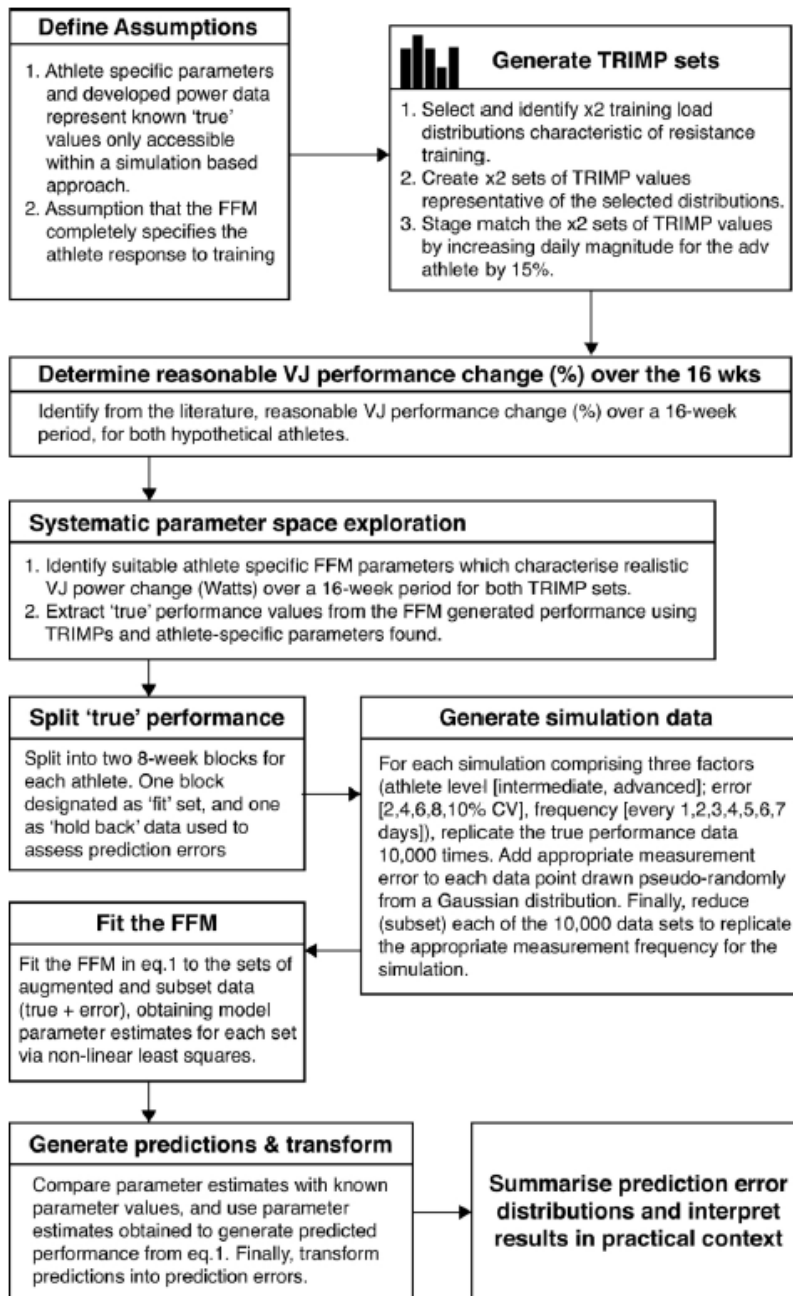 Define Assumptions
1. Athlete specific parameters
and developed power data
represent known ‘true’
values only accessible
within a simulation based
approach.
2. Assumption that the FFM
completely specifies the
athlete response to training
Generate TRIMP sets
1. Select and identify x2 training load
distributions characteristic of resistance
training.
2. Create x2 sets of TRIMP values
representative of the selected distributions.
3. Stage match the x2 sets of TRIMP values
by increasing daily magnitude for the adv
athlete by 15%.
Determine reasonable VJ performance change (%) over the 16 wks
Identify from the literature, reasonable VJ performance change (%) over a 16-week
period, for both hypothetical athletes.
Systematic parameter space exploration
1. Identify suitable athlete specific FFM parameters which characterise realistic
VJ power change (Watts) over a 16-week period for both TRIMP sets.
2. Extract ‘true’ performance values from the FFM generated performance using
TRIMPs and athlete-specific parameters found.
Split ‘true’ performance
Split into two 8-week blocks for
each athlete. One block
designated as ‘fit’ set, and one
as ‘hold back’ data used to
assess prediction errors
Generate simulation data
For each simulation comprising three factors
(athlete level [intermediate, advanced]; error
[2,4,6,8,10% CV], frequency [every 1,2,3,4,5,6,7
days]), replicate the true performance data
10,000 times. Add appropriate measurement
error to each data point drawn pseudo-randomly
from a Gaussian distribution. Finally, reduce
(subset) each of the 10,000 data sets to replicate
the appropriate measurement frequency for the
simulation.
Fit the FFM
Fit the FFM in eq.1 to the sets of
augmented and subset data
(true + error), obtaining model
parameter estimates for each set
via non-linear least squares.
Generate predictions & transform
Compare parameter estimates with known
parameter values, and use parameter
estimates obtained to generate predicted
performance from eq.1. Finally, transform
predictions into prediction errors.
Summarise prediction error
distributions and interpret
results in practical context